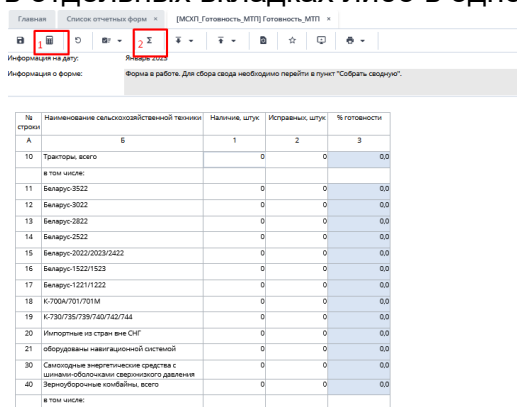 в отдельных вкладках либо в одно
Главная Список отчетных форм × [МСХП_Готовность_МТП] Готовность_МТП ×
1 2 Σ
Информация на дату: Январь 2023
Информация о форме: Форма в работе. Для сбора свода необходимо перейти в пункт "Собрать сводную".
№ строки Наименование сельскохозяйственной техники Наличие, штук Исправных, штук % готовности
А Б 1 2 3
10 Тракторы, всего 0 0 0,0
в том числе:
11 Беларус-3522 0 0 0,0
12 Беларус-3022 0 0 0,0
13 Беларус-2822 0 0 0,0
14 Беларус-2522 0 0 0,0
15 Беларус-2022/2023/2422 0 0 0,0
16 Беларус-1522/1523 0 0 0,0
17 Беларус-1221/1222 0 0 0,0
18 К-700А/701/701М 0 0 0,0
19 К-730/735/739/740/742/744 0 0 0,0
20 Импортные из стран вне СНГ 0 0 0,0
21 оборудованы навигационной системой 0 0 0,0
30 Самоходные энергетические средства с 0 0 0,0
шинами-оболочками сверхнизкого давления
40 Зерноуборочные комбайны, всего 0 0 0,0
в том числе: